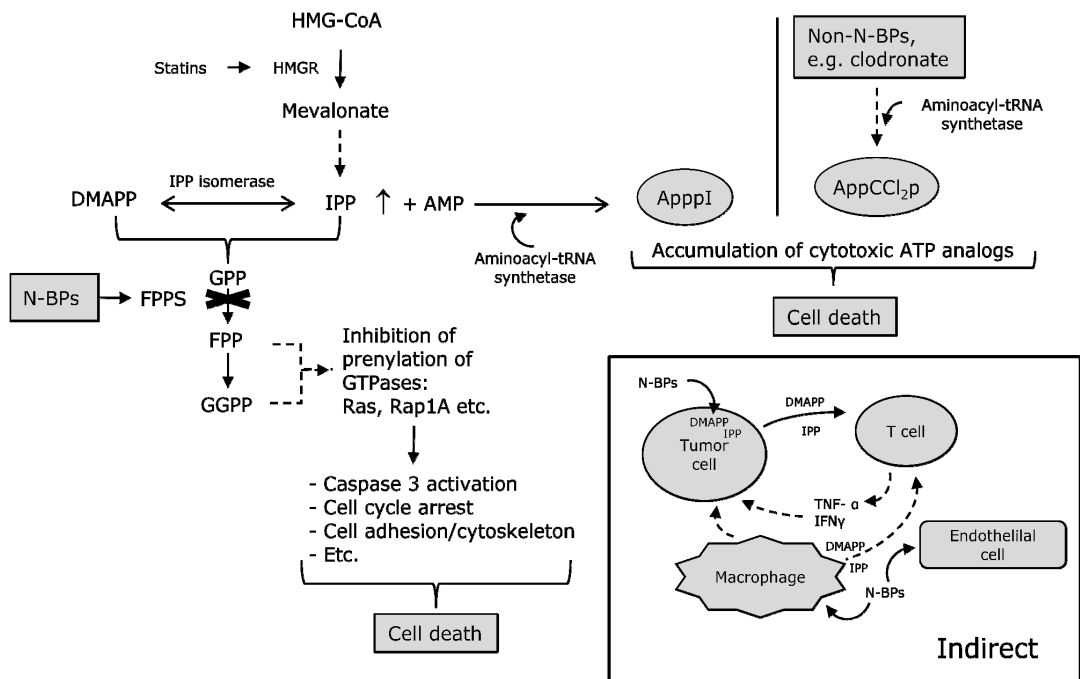 HMG-CoA
Statins
HMGR
Mevalonate
DMAPP
IPP isomerase
IPP ↑ + AMP
Aminoacyl-tRNA
synthetase
ApppI
Non-N-BPs,
e.g. clodronate
Aminoacyl-tRNA
synthetase
AppCCl₂p
Accumulation of cytotoxic ATP analogs
Cell death
N-BPs
FPPS
GPP
FPP
GGPP
Inhibition of
prenylation of
GTPases:
Ras, Rap1A etc.
- Caspase 3 activation
- Cell cycle arrest
- Cell adhesion/cytoskeleton
- Etc.
Cell death
N-BPs
DMAPP
IPP
Tumor
cell
DMAPP
IPP
T cell
TNF- α
IFNγ
DMAPP
IPP
Macrophage
N-BPs
Endothelilal
cell
Indirect